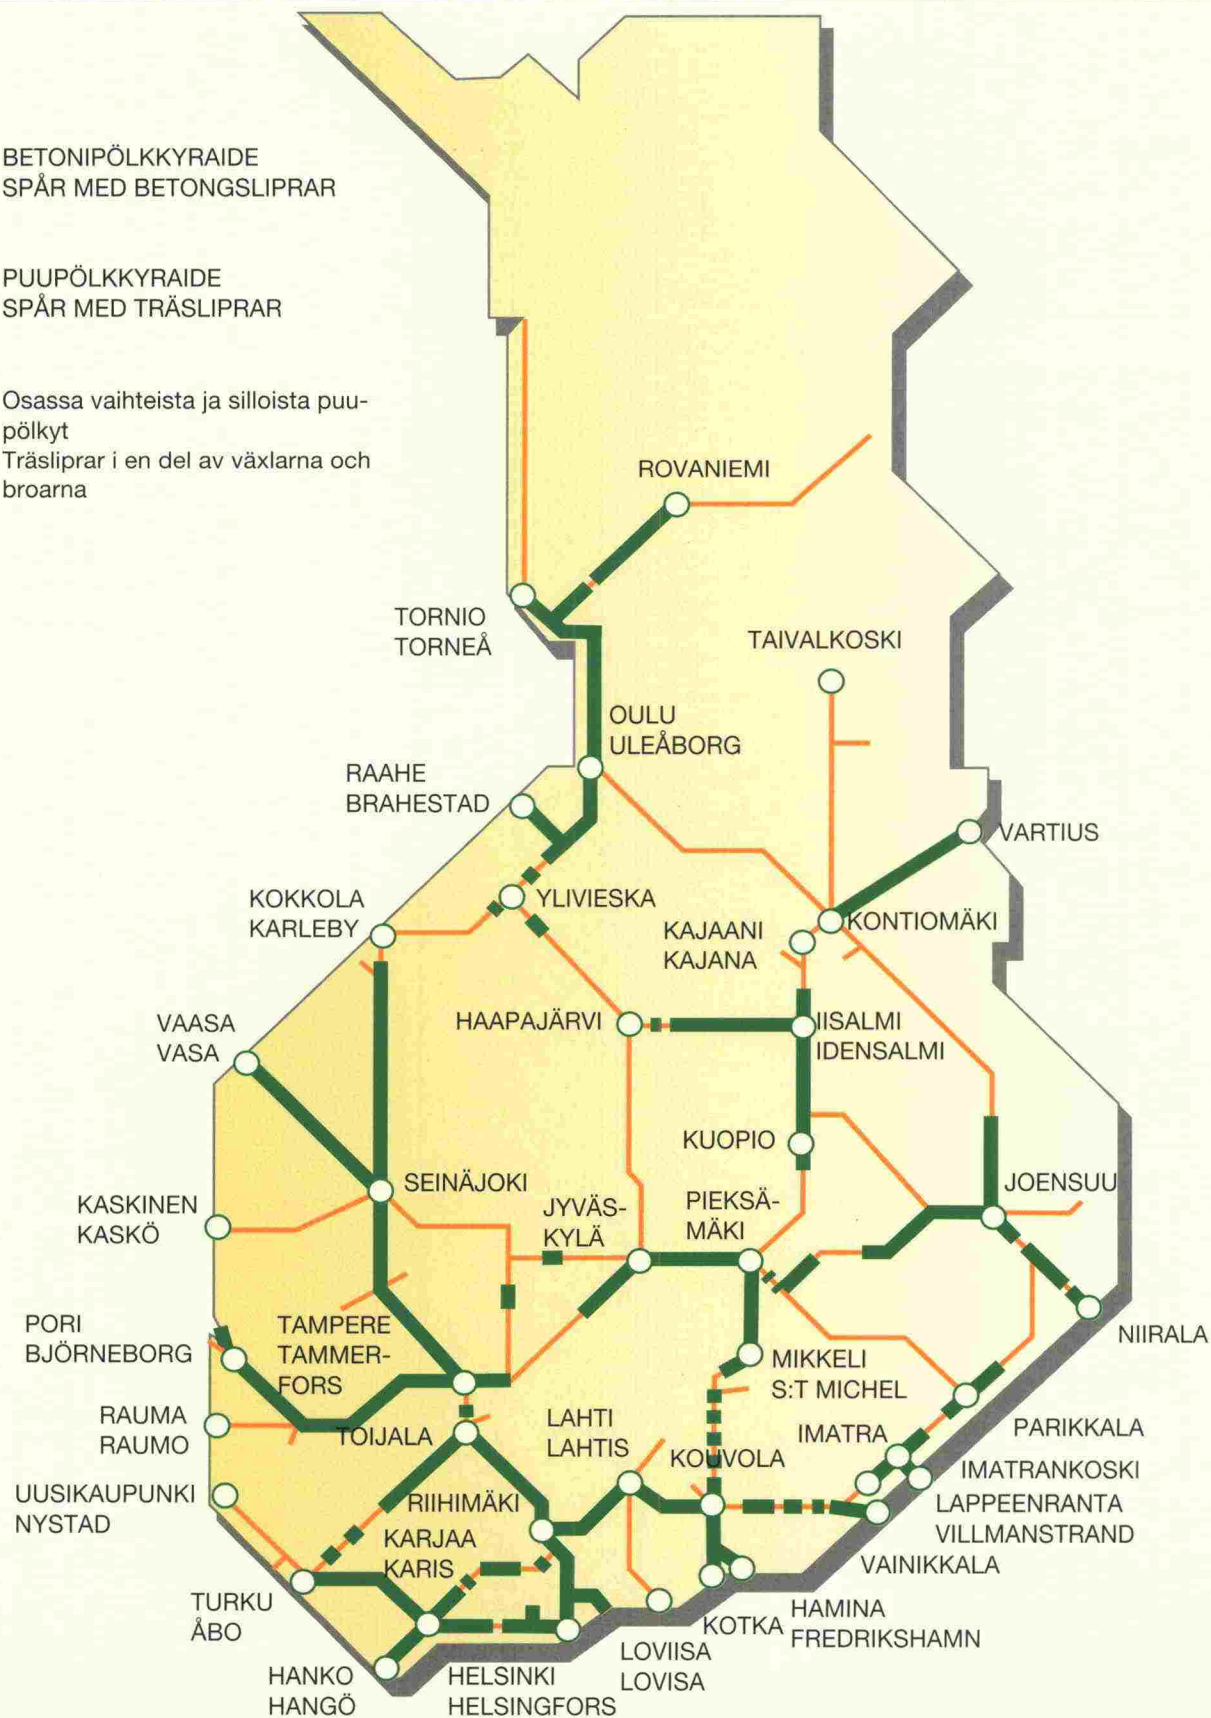 BETONIPÖLKKYRAIDE
SPÅR MED BETONGSLIPRAR
PUUPÖLKKYRAIDE
SPÅR MED TRÄSLIPRAR
Osassa vaihteista ja silloista puu-
pölkyt
Träsliprar i en del av växlarna och
broarna
ROVANIEMI
TORNIO
TORNEÅ
TAIVALKOSKI
OULU
ULEÅBORG
RAAHE
BRAHESTAD
VARTIUS
KOKKOLA
KARLEBY
YLIVIESKA
KONTIOMÄKI
KAJAANI
KAJANA
VAASA
VASA
HAAPAJÄRVI
IISALMI
IDENSALMI
KUOPIO
SEINÄJOKI
JOENSUU
KASKINEN
KASKÖ
JYVÄS-
KYLÄ
PIEKSÄ-
MÄKI
PORI
BJÖRNEBORG
TAMPERE
TAMMER-
FORS
NIIRALA
MIKKELI
S:T MICHEL
RAUMA
RAUMO
TOIJALA
LAHTI
LAHTIS
KOUVOLA
IMATRA
PARIKKALA
IMATRANKOSKI
UUSIKAUPUNKI
NYSTAD
RIIHIMÄKI
LAPPEENRANTA
VILLMANSTRAND
KARJAA
KARIS
VAINIKKALA
TURKU
ÅBO
KOTKA
HAMINA
FREDRIKSHAMN
LOVIISA
LOVISA
HANKO
HANGÖ
HELSINKI
HELSINGFORS